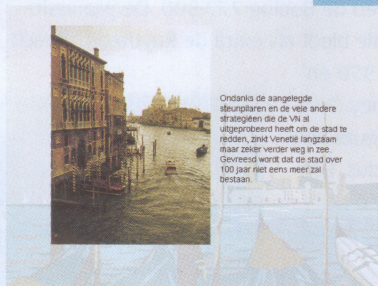 Ondanks de aangelegde
steunpilaren en de vele andere
strategieën die de VN al
uitgeprobeerd heeft om de stad te
redden, zinkt Venetië langzaam
maar zeker verder weg in zee.
Gevreesd wordt dat de stad over
100 jaar niet eens meer zal
bestaan.